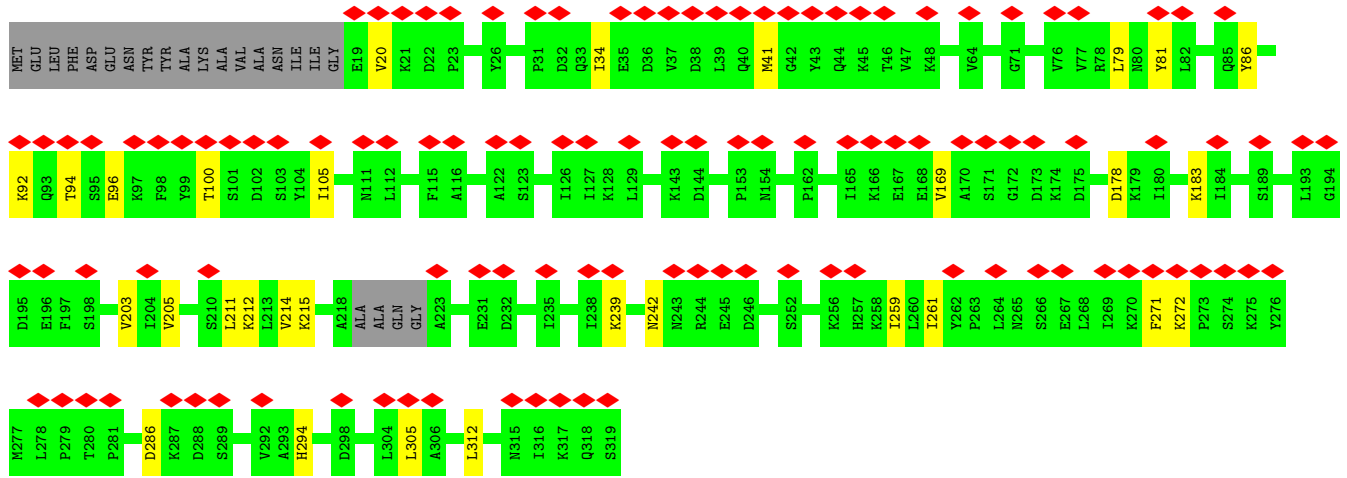 MET GLU LEU PHE ASP GLU ASN TYR TYR ALA LYS ALA VAL ALA ASN ILE ILE GLY E19 V20 K21 D22 P23 Y26 P31 D32 Q33 I34 E35 D36 V37 D38 L39 Q40 M41 G42 Y43 Q44 K45 T46 V47 K48 V64 G71 V76 V77 R78 L79 N80 Y81 L82 Q85 Y86
K92 Q93 T94 S95 E96 K97 F98 Y99 T100 S101 D102 S103 Y104 I105 N111 L112 F115 A116 A122 S123 I126 I127 K128 L129 K143 D144 P153 N154 P162 I165 K166 E167 E168 V169 A170 S171 G172 D173 K174 D175 D178 K179 I180 K183 I184 S189 L193 G194
D195 E196 F197 S198 V203 I204 V205 S210 L211 K212 L213 V214 K215 A218 ALA ALA GLN GLY A223 E231 D232 I235 I238 K239 N242 N243 R244 E245 D246 S252 K256 H257 K258 I259 L260 I261 Y262 P263 L264 N265 S266 E267 L268 I269 K270 F271 K272 P273 S274 K275 Y276
M277 L278 P279 T280 P281 D286 K287 D288 S289 V292 A293 H294 D298 L304 L305 A306 L312 N315 I316 K317 Q318 S319